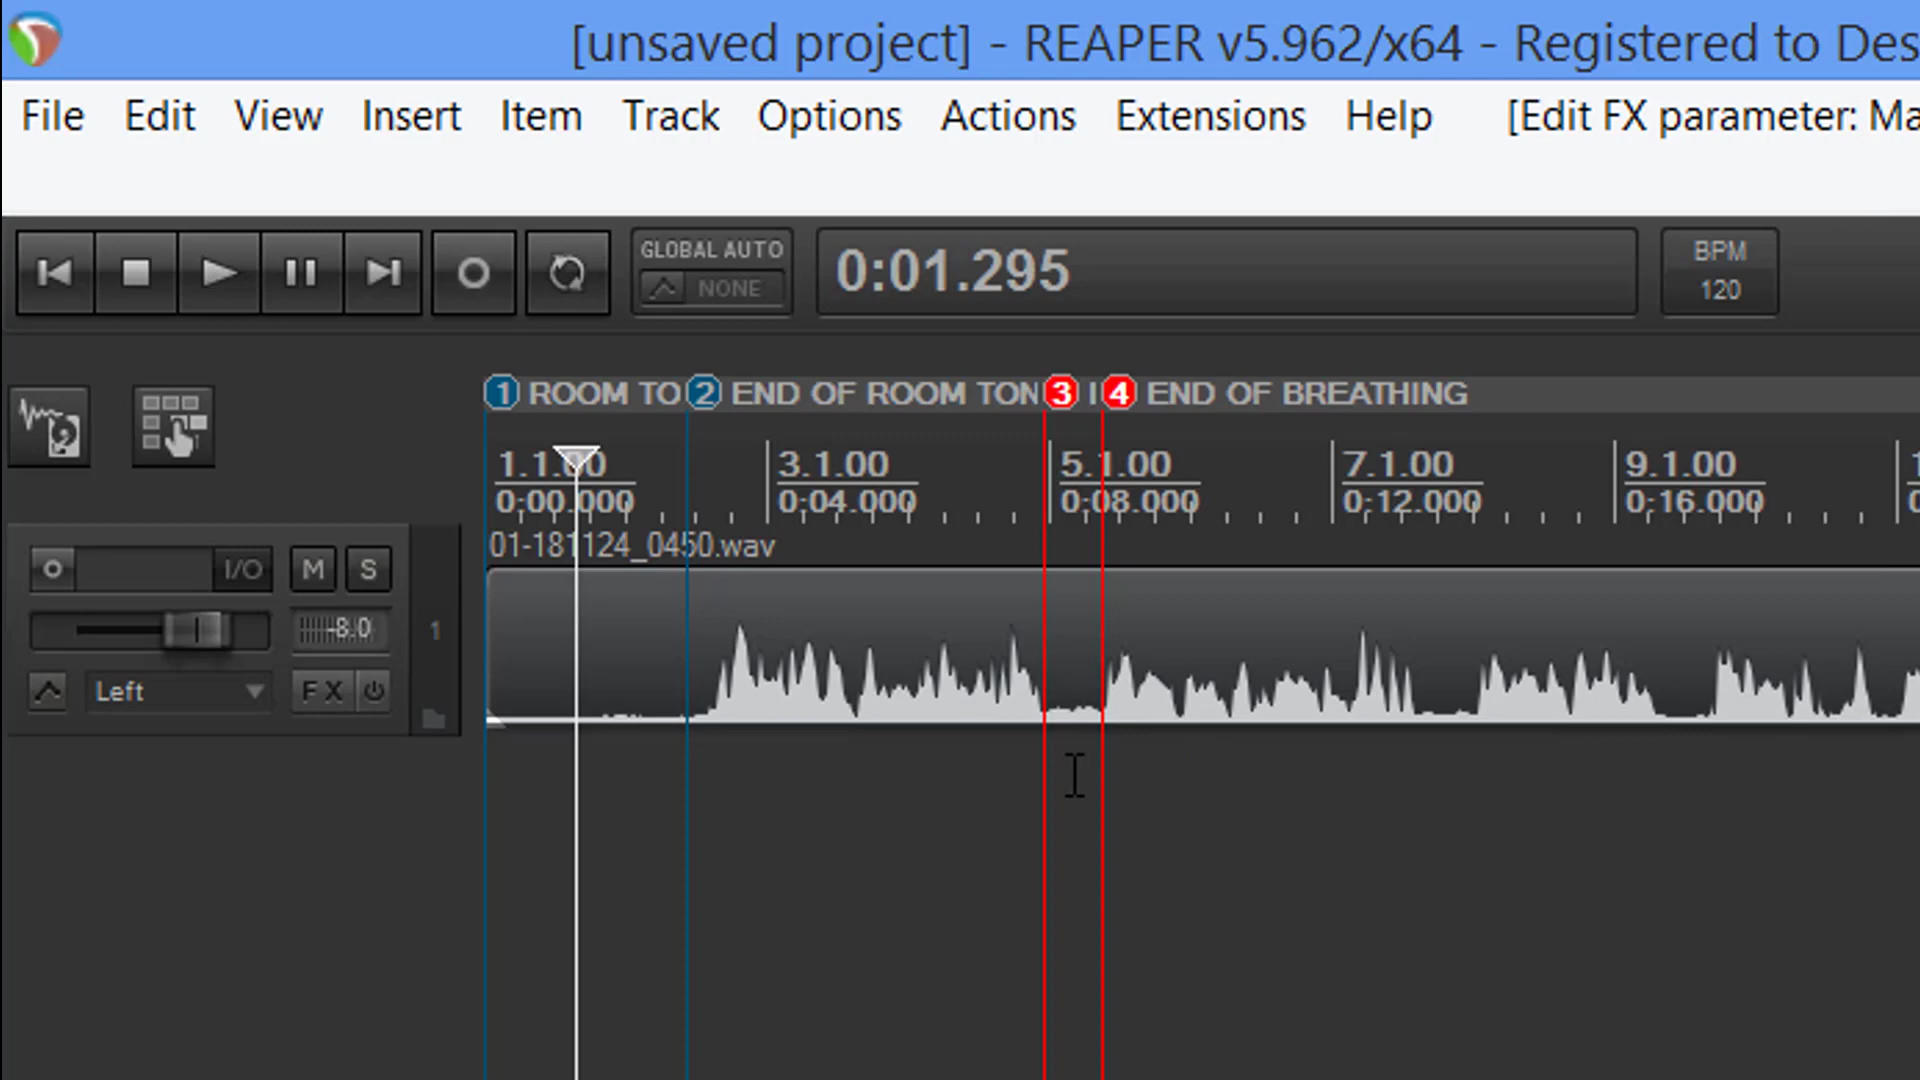 [unsaved project] - REAPER v5.962/x64 - Registered to Des
File Edit View Insert Item Track Options Actions Extensions Help [Edit FX parameter: Ma
GLOBAL AUTO
NONE
0:01.295
BPM
120
1 ROOM TO 2 END OF ROOM TON 3 4 END OF BREATHING
1.1.00 3.1.00 5.1.00 7.1.00 9.1.00
0:00.000 0:04.000 0:08.000 0:12.000 0:16.000
01-181124_0450.wav
I/O M S
-8.0
1
Left FX